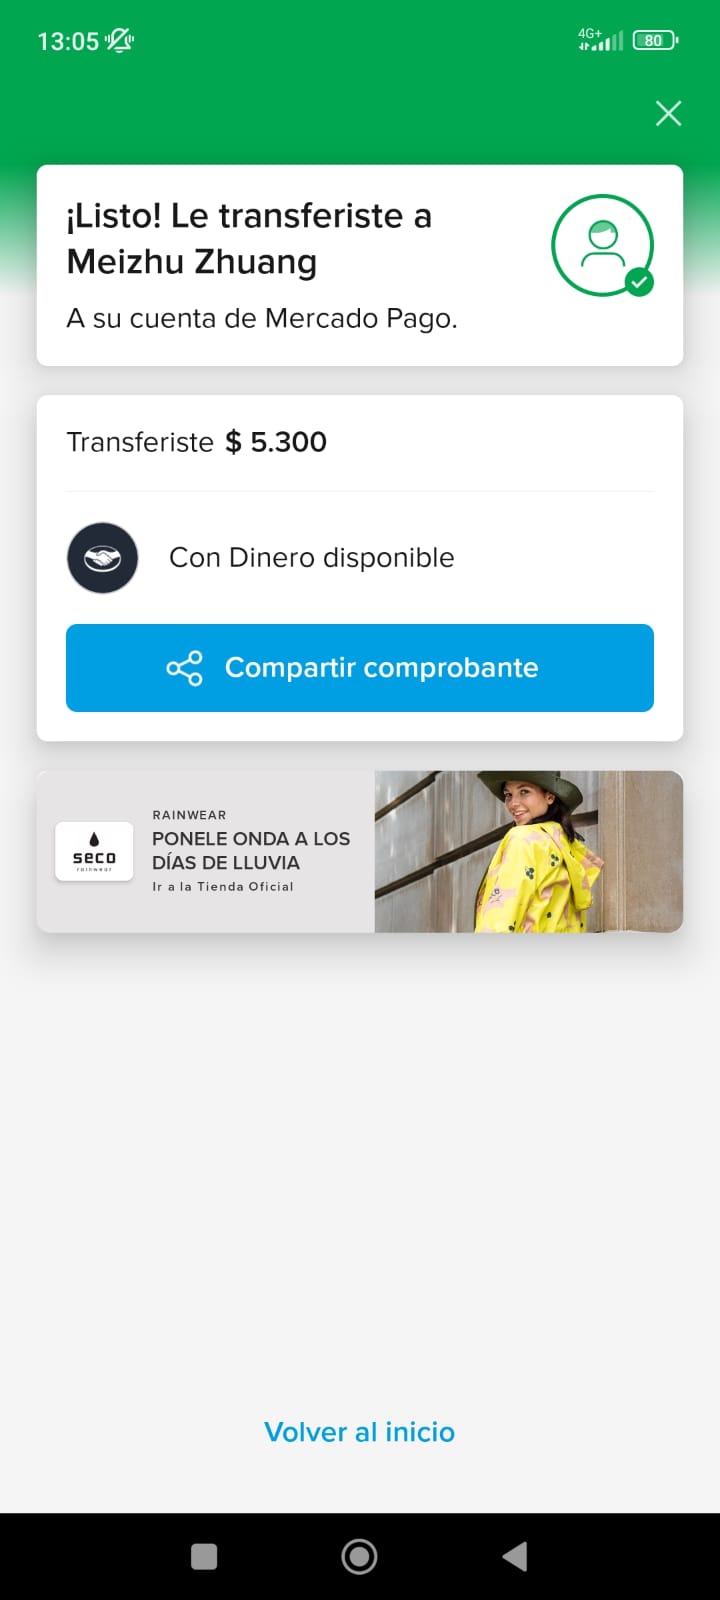 13:05
4G+
80
¡Listo! Le transferiste a
Meizhu Zhuang
A su cuenta de Mercado Pago.
Transferiste $ 5.300
Con Dinero disponible
Compartir comprobante
RAINWEAR
PONELE ONDA A LOS
DÍAS DE LLUVIA
Ir a la Tienda Oficial
seco
rainwear
Volver al inicio